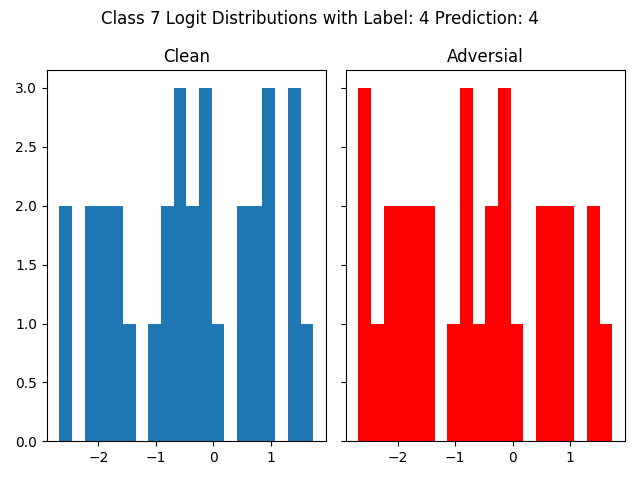 Class 7 Logit Distributions with Label: 4 Prediction: 4
Clean
Adversial
3.0
2.5
2.0
1.5
1.0
0.5
0.0
−2 −1 0 1
−2 −1 0 1